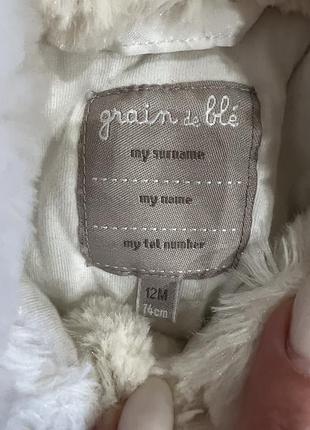 grain de blé
my surname
my name
my tel number
12M
74cm